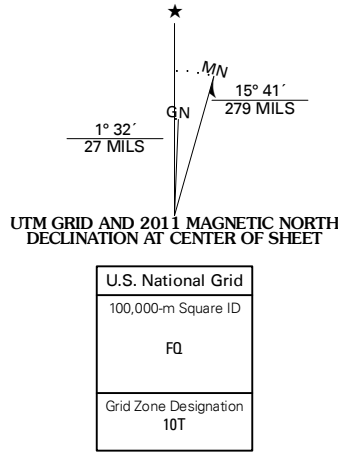 ★
MN
15° 41´
279 MILS
GN
1° 32´
27 MILS
UTM GRID AND 2011 MAGNETIC NORTH
DECLINATION AT CENTER OF SHEET
U.S. National Grid
100,000-m Square ID
FQ
Grid Zone Designation
10T